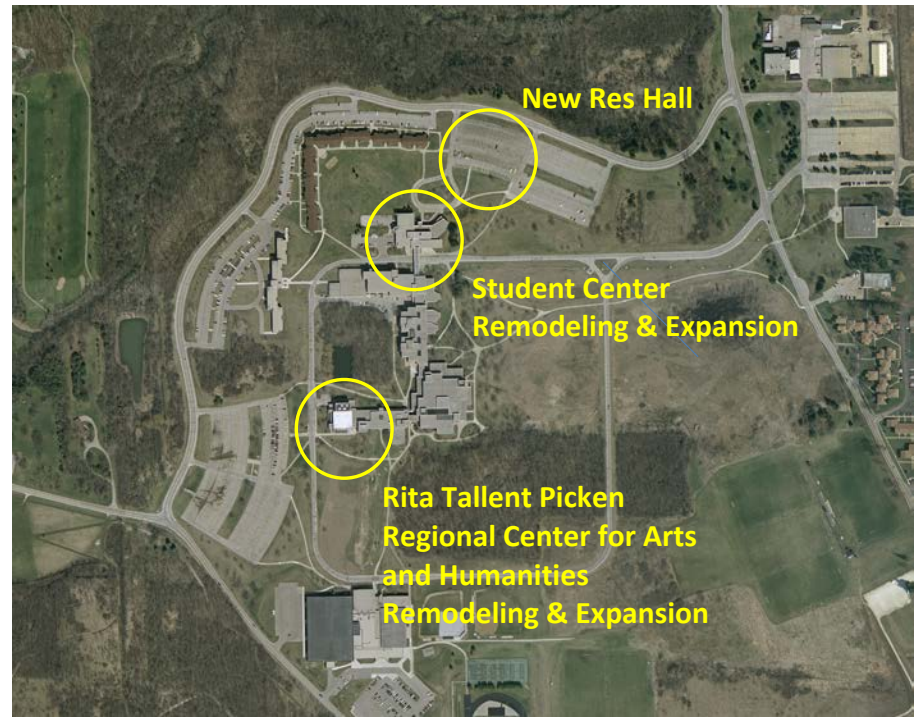 New Res Hall
Student Center
Remodeling & Expansion
Rita Tallent Picken
Regional Center for Arts
and Humanities
Remodeling & Expansion